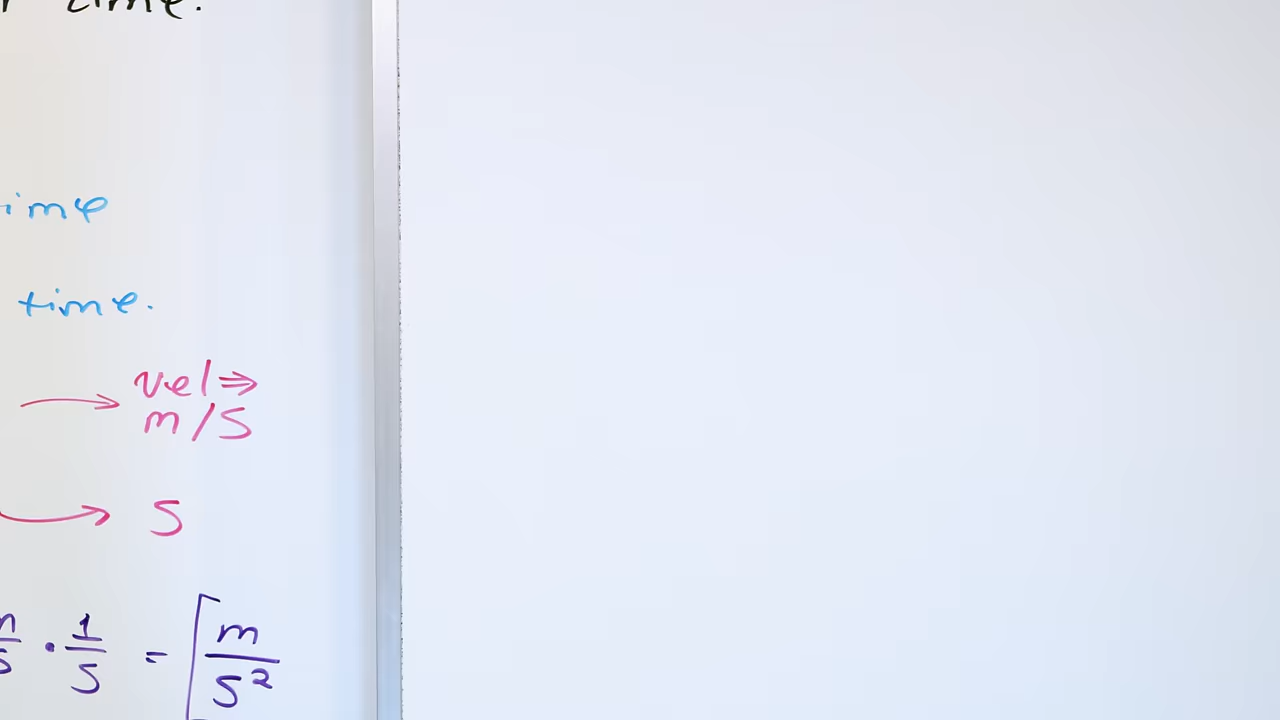 time.
time.
vel ⇒
m/s
s
· 1/s = [m/s²